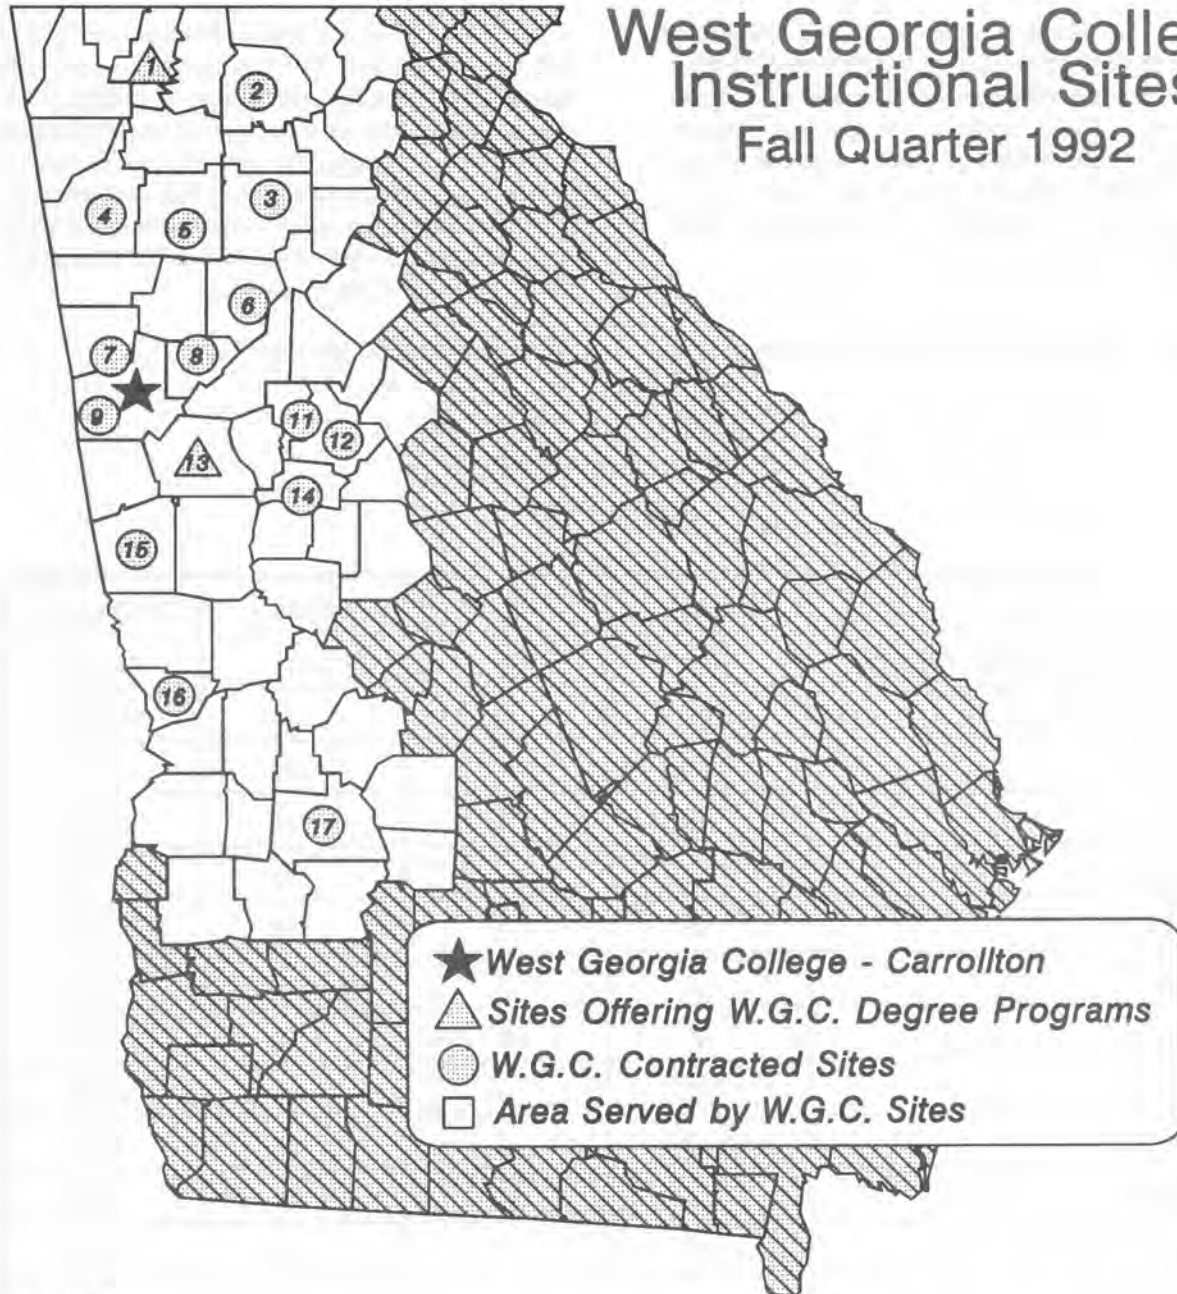 West Georgia Colle
Instructional Sites
Fall Quarter 1992
1
2
3
4
5
6
7
8
9
11
12
13
14
15
16
17
West Georgia College - Carrollton
Sites Offering W.G.C. Degree Programs
W.G.C. Contracted Sites
Area Served by W.G.C. Sites